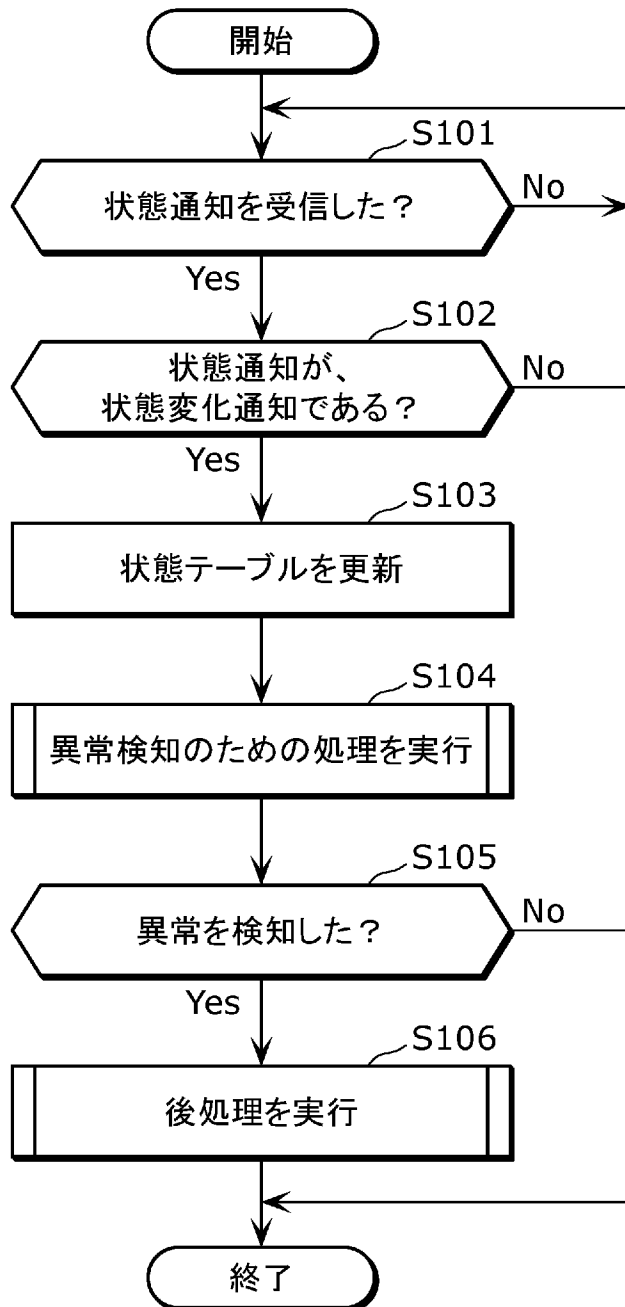 開始
S101
状態通知を受信した？
No
Yes
S102
状態通知が、
状態変化通知である？
No
Yes
S103
状態テーブルを更新
S104
異常検知のための処理を実行
S105
異常を検知した？
No
Yes
S106
後処理を実行
終了